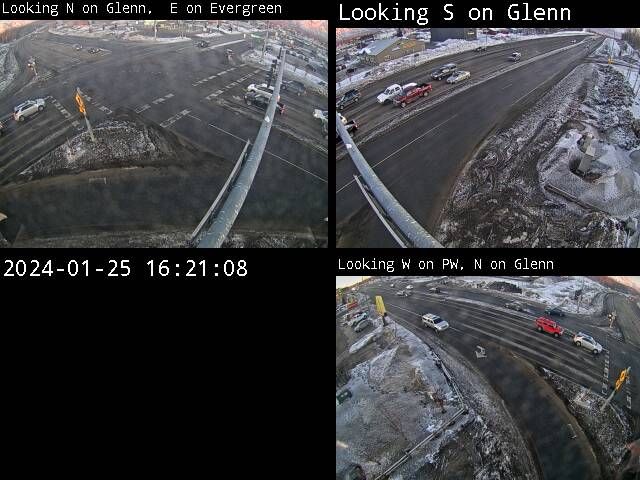 Looking N on Glenn,  E on Evergreen
Looking S on Glenn
2024-01-25 16:21:08
Looking W on PW, N on Glenn